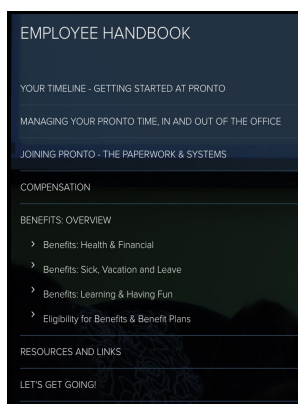 EMPLOYEE HANDBOOK
YOUR TIMELINE - GETTING STARTED AT PRONTO
MANAGING YOUR PRONTO TIME, IN AND OUT OF THE OFFICE
JOINING PRONTO - THE PAPERWORK & SYSTEMS
COMPENSATION
BENEFITS: OVERVIEW
Benefits: Health & Financial
Benefits: Sick, Vacation and Leave
Benefits: Learning & Having Fun
Eligibility for Benefits & Benefit Plans
RESOURCES AND LINKS
LET'S GET GOING!